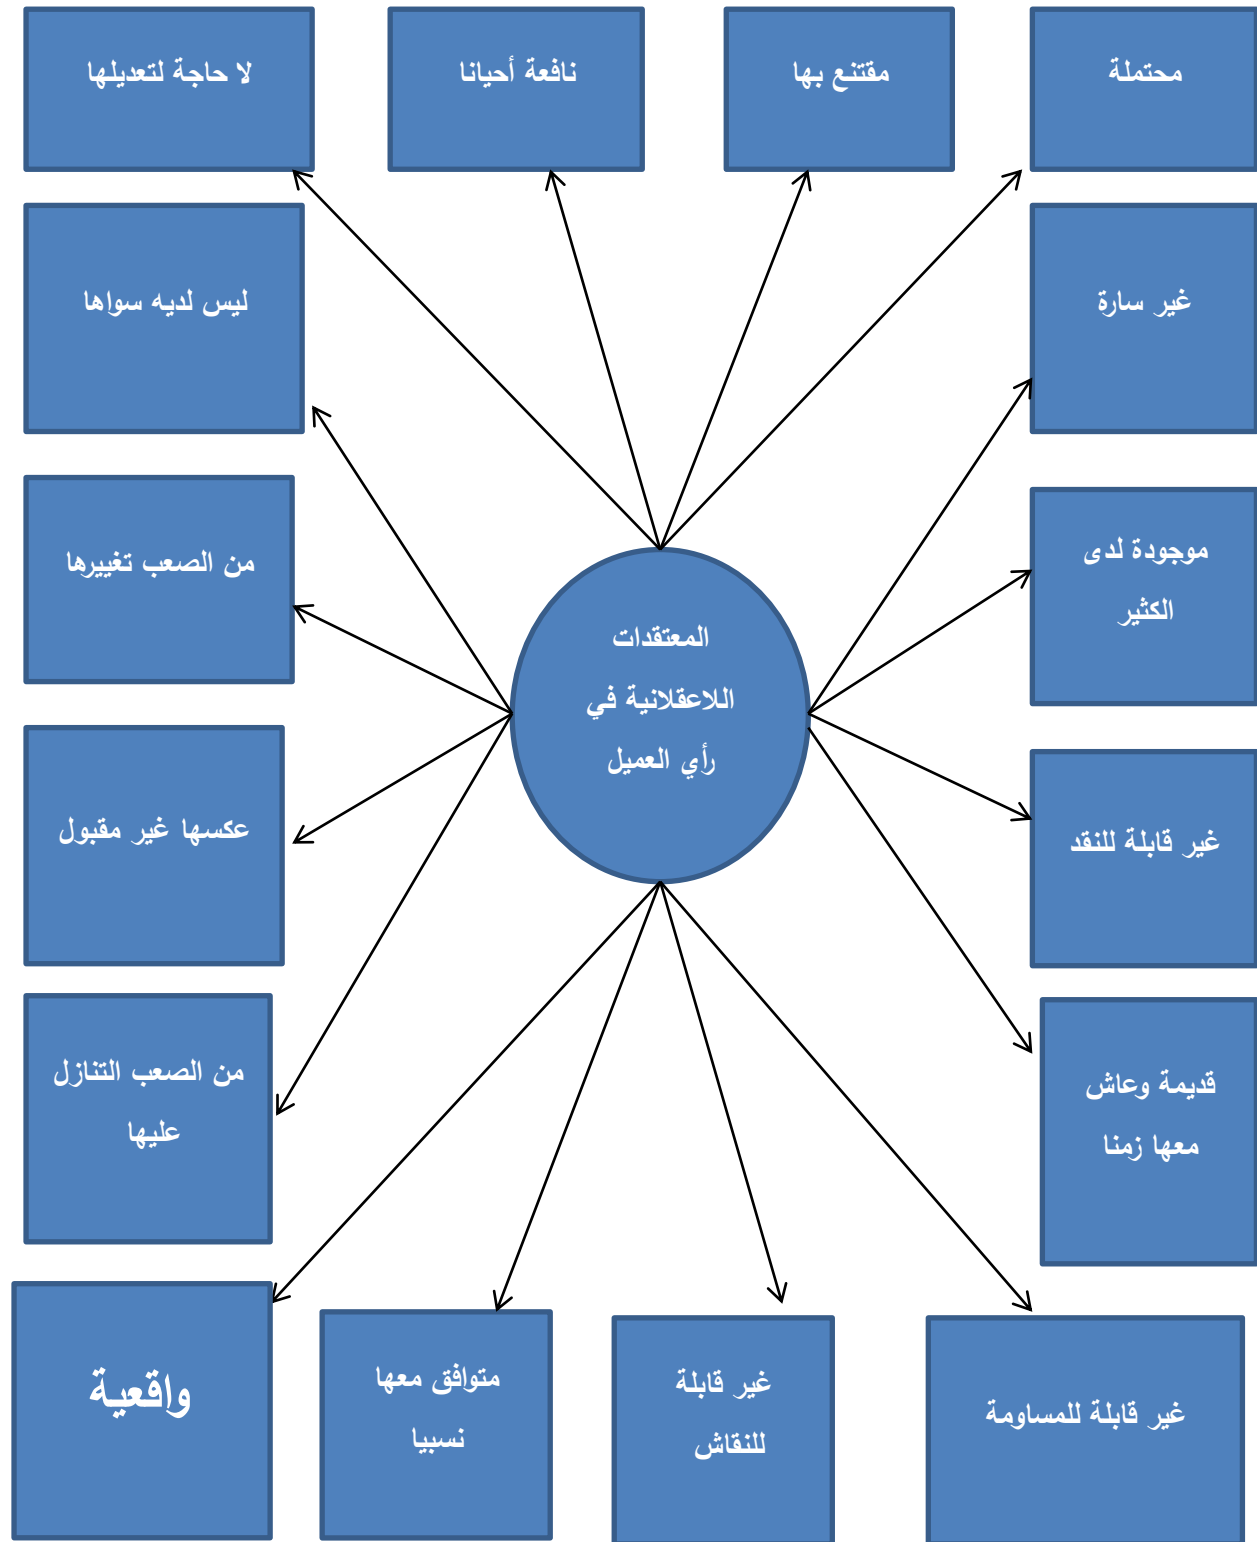 محتملة
مقتنع بها
نافعة أحيانا
لا حاجة لتعديلها
غير سارة
ليس لديه سواها
موجودة لدى
الكثير
من الصعب تغييرها
المعتقدات
اللاعقلانية في
رأي العميل
غير قابلة للنقد
عكسها غير مقبول
قديمة وعاش
معها زمنا
من الصعب التنازل
عليها
غير قابلة للمساومة
غير قابلة
للنقاش
متوافق معها
نسبيا
واقعية